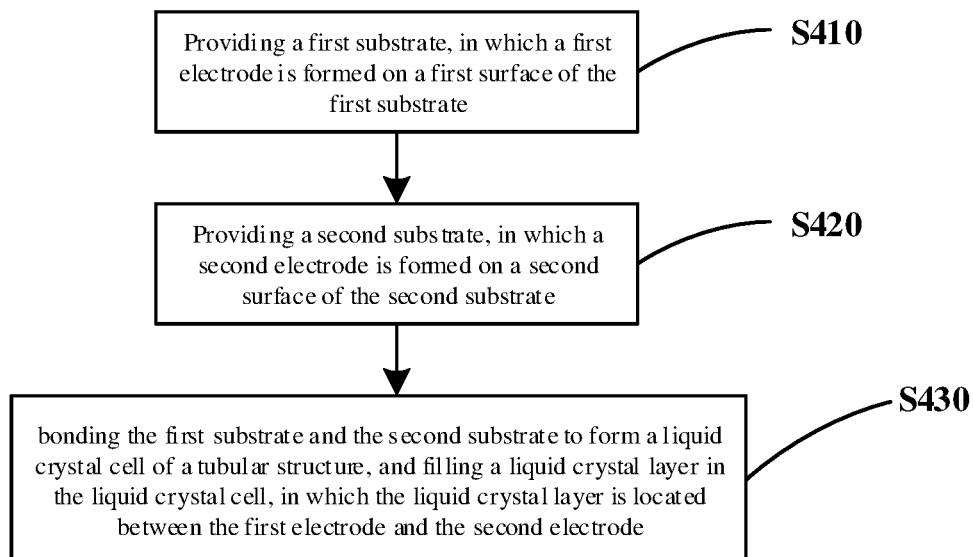 Providing a first substrate, in which a first
electrode is formed on a first surface of the
first substrate
S410
Providing a second substrate, in which a
second electrode is formed on a second
surface of the second substrate
S420
bonding the first substrate and the second substrate to form a liquid
crystal cell of a tubular structure, and filling a liquid crystal layer in
the liquid crystal cell, in which the liquid crystal layer is located
between the first electrode and the second electrode
S430